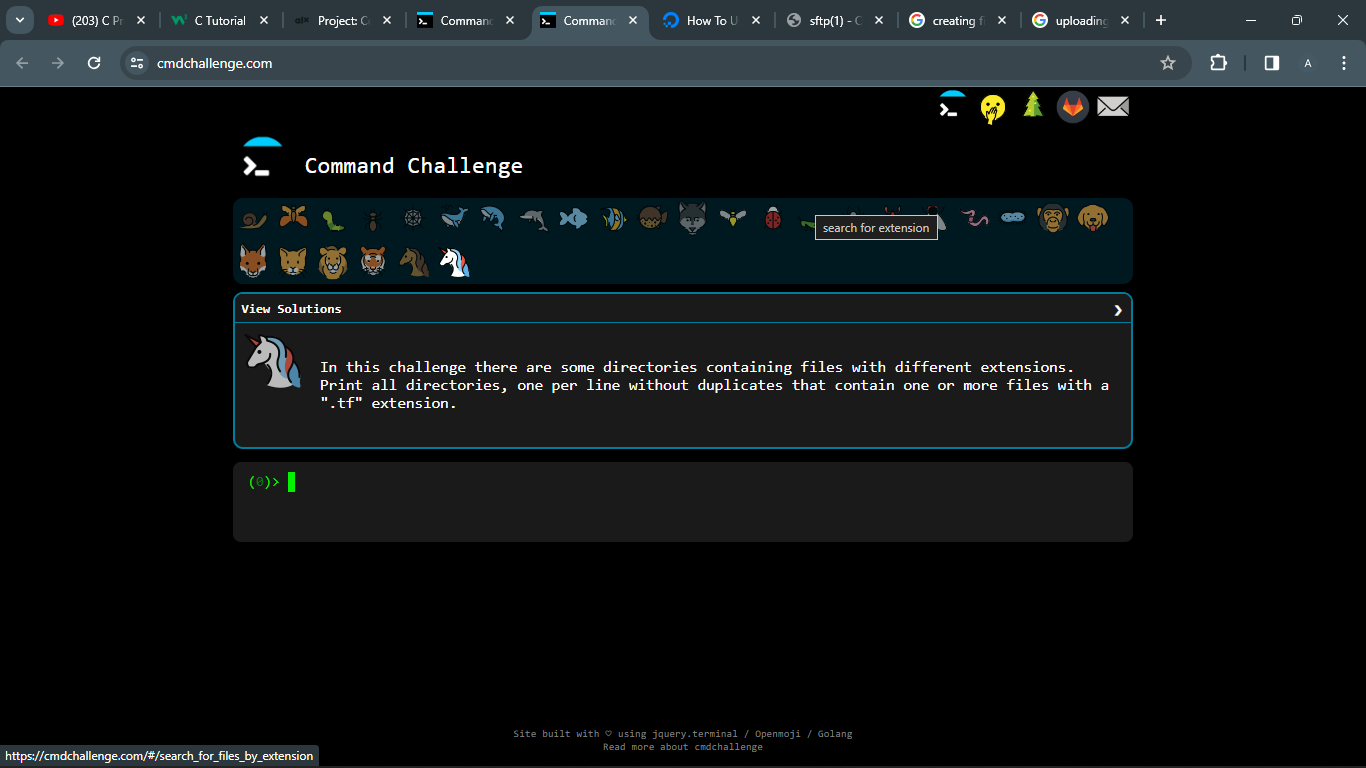 (203) C Pr
C Tutorial
Project: C
Command
Command
How To U
sftp(1) - C
creating fi
uploading
cmdchallenge.com
A
Command Challenge
search for extension
View Solutions
In this challenge there are some directories containing files with different extensions.
Print all directories, one per line without duplicates that contain one or more files with a
".tf" extension.
(0)>
Site built with ♡ using jquery.terminal / Openmoji / Golang
Read more about cmdchallenge
https://cmdchallenge.com/#/search_for_files_by_extension